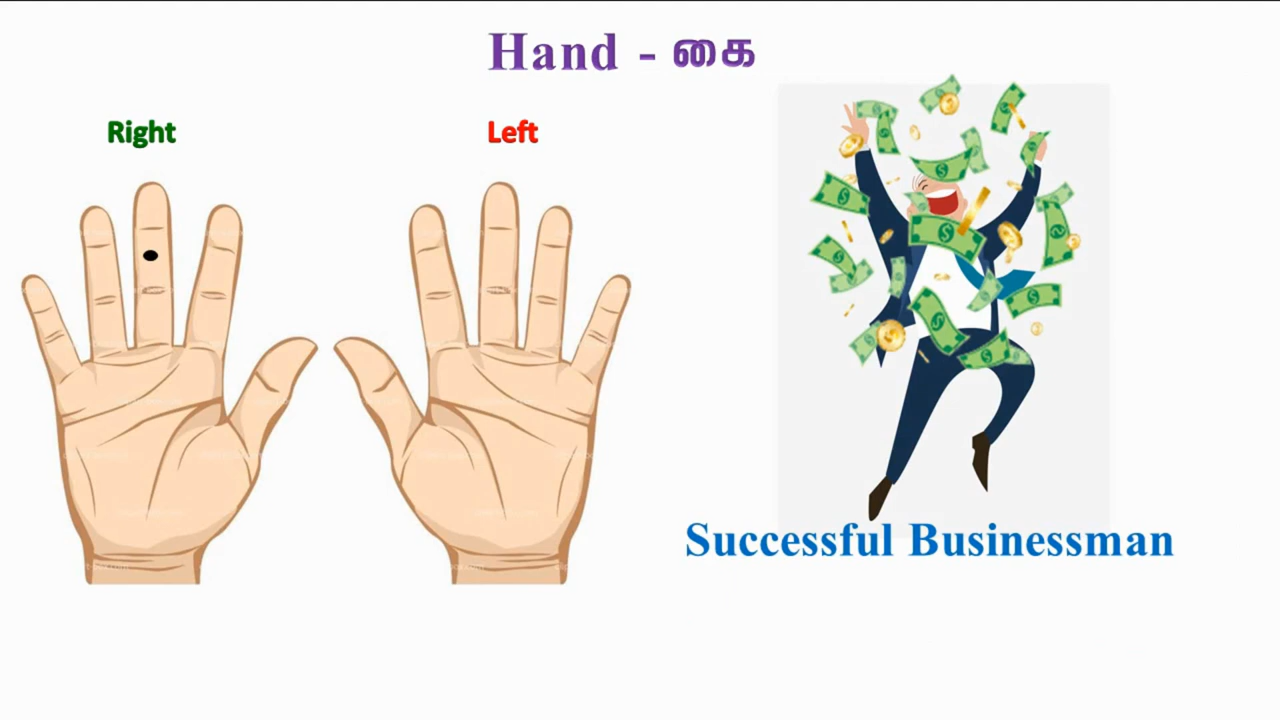 Hand - கை
Right
Left
Successful Businessman